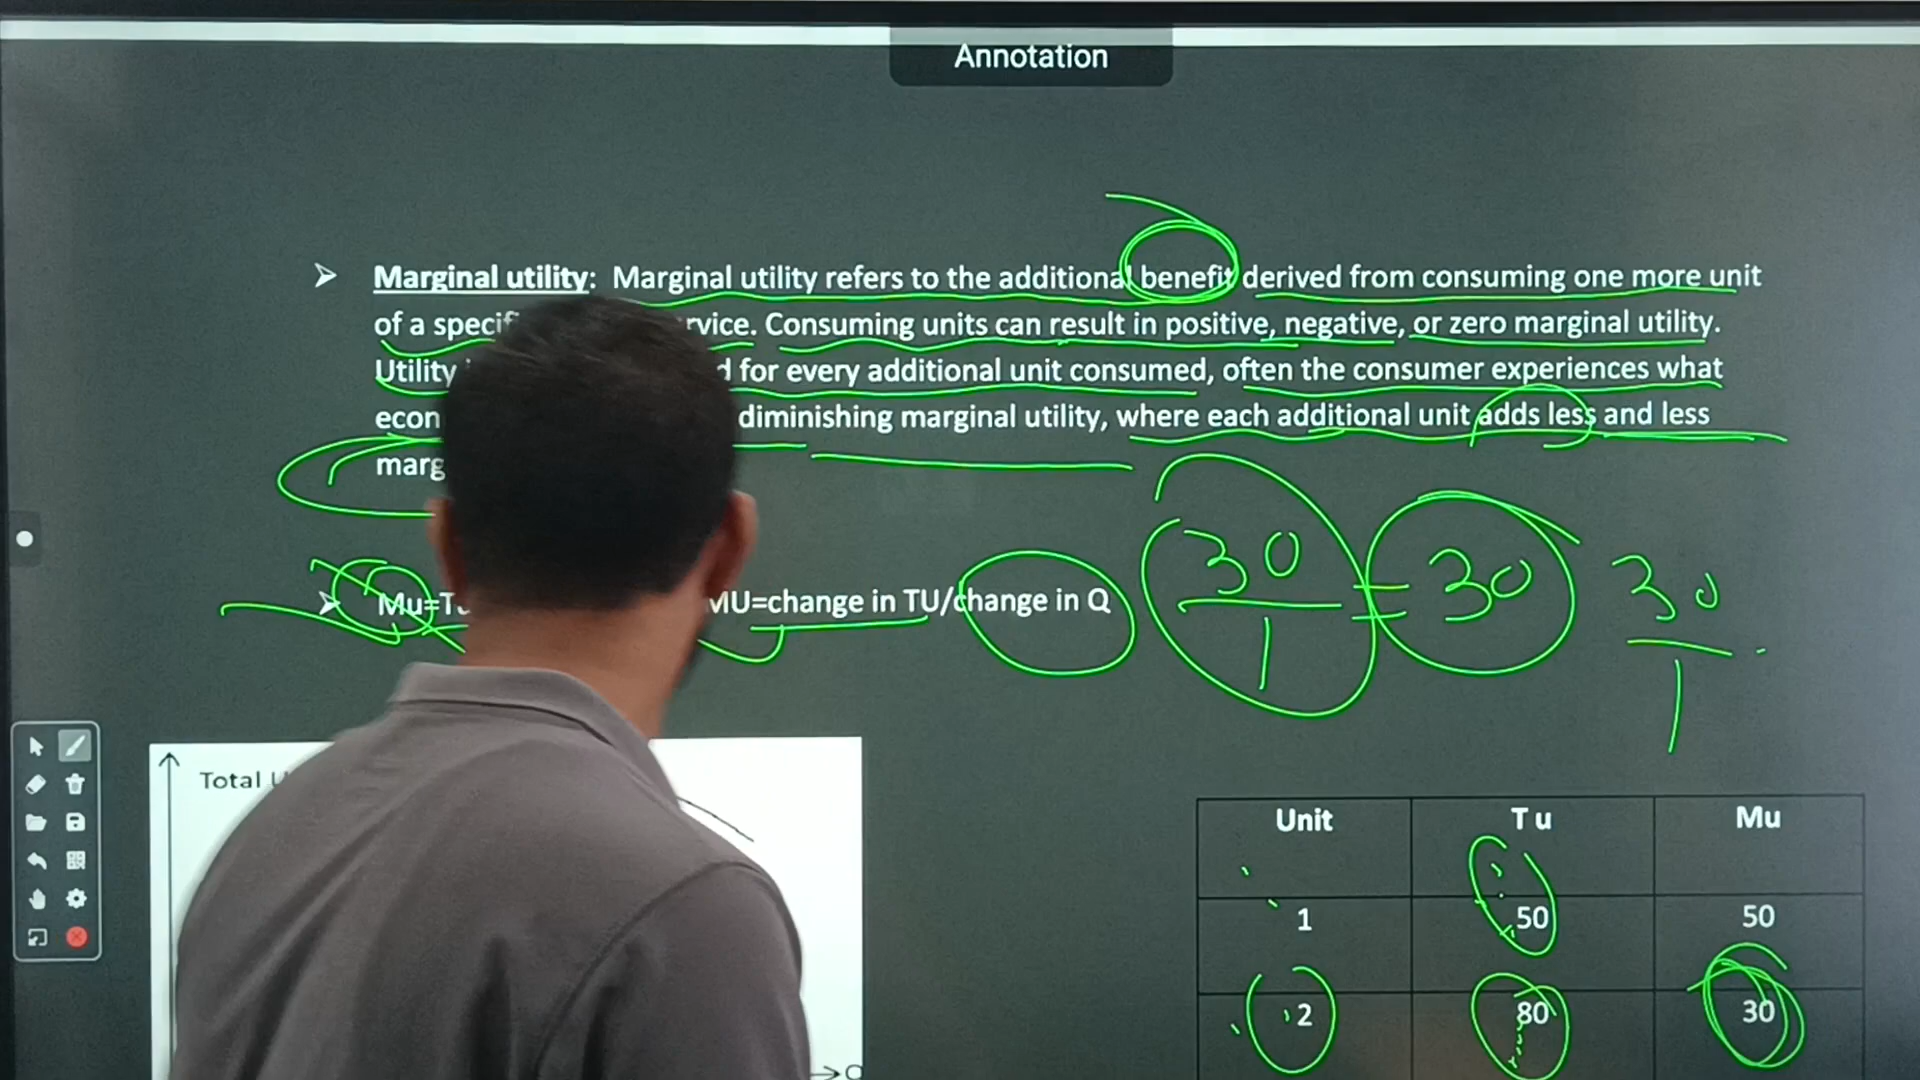 Annotation
➢ Marginal utility: Marginal utility refers to the additional benefit derived from consuming one more unit
of a specif rvice. Consuming units can result in positive, negative, or zero marginal utility.
Utility d for every additional unit consumed, often the consumer experiences what
econ diminishing marginal utility, where each additional unit adds less and less
marg
➢ Mu=Tu MU=change in TU/change in Q
30/1 = 30
30/1
Total U
Q
Unit Tu Mu
1 50 50
2 80 30